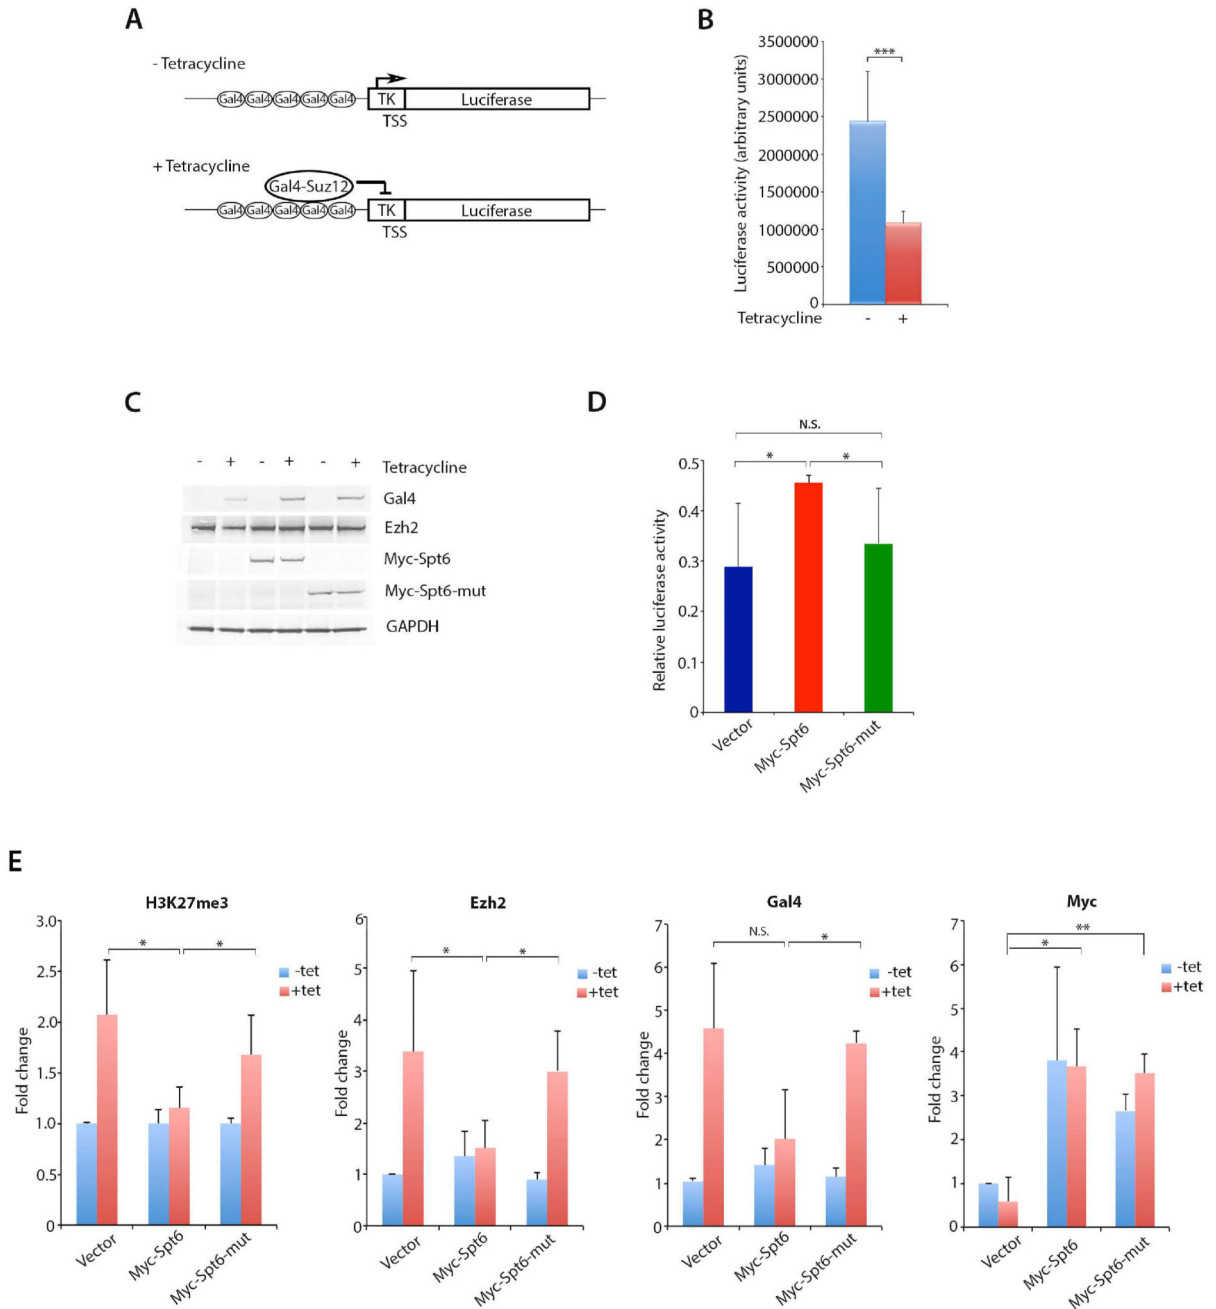 A
- Tetracycline
Gal4 Gal4 Gal4 Gal4 Gal4 TK Luciferase
TSS
+ Tetracycline
Gal4-Suz12
Gal4 Gal4 Gal4 Gal4 Gal4 TK Luciferase
TSS
B
Luciferase activity (arbitrary units)
3500000
3000000
2500000
2000000
1500000
1000000
500000
0
***
Tetracycline - +
C
- + - + - + Tetracycline
Gal4
Ezh2
Myc-Spt6
Myc-Spt6-mut
GAPDH
D
N.S.
* *
Relative luciferase activity
0.5
0.4
0.3
0.2
0.1
0
Vector
Myc-Spt6
Myc-Spt6-mut
E
H3K27me3
Fold change
3.0
2.5
2.0
1.5
1.0
0.5
0
* *
-tet
+tet
Vector
Myc-Spt6
Myc-Spt6-mut
Ezh2
Fold change
6
5
4
3
2
1
0
* *
-tet
+tet
Vector
Myc-Spt6
Myc-Spt6-mut
Gal4
Fold change
7
6
5
4
3
2
1
0
N.S. *
-tet
+tet
Vector
Myc-Spt6
Myc-Spt6-mut
Myc
Fold change
7
6
5
4
3
2
1
0
**
*
-tet
+tet
Vector
Myc-Spt6
Myc-Spt6-mut